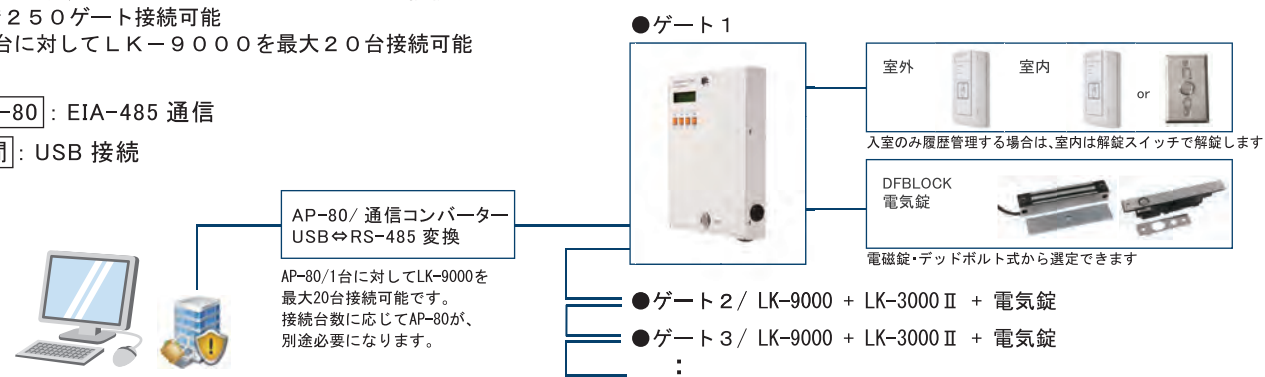 ２５０ゲート接続可能
台に対してＬＫ－９０００を最大２０台接続可能
-80: EIA-485 通信
: USB 接続
●ゲート１
室外
室内
or
入室のみ履歴管理する場合は、室内は解錠スイッチで解錠します
DFBLOCK
電気錠
電磁錠・デッドボルト式から選定できます
AP-80/ 通信コンバーター
USB⇔RS-485 変換
AP-80/1台に対してLK-9000を
最大20台接続可能です。
接続台数に応じてAP-80が、
別途必要になります。
●ゲート２/ LK-9000 + LK-3000Ⅱ + 電気錠
●ゲート３/ LK-9000 + LK-3000Ⅱ + 電気錠
：